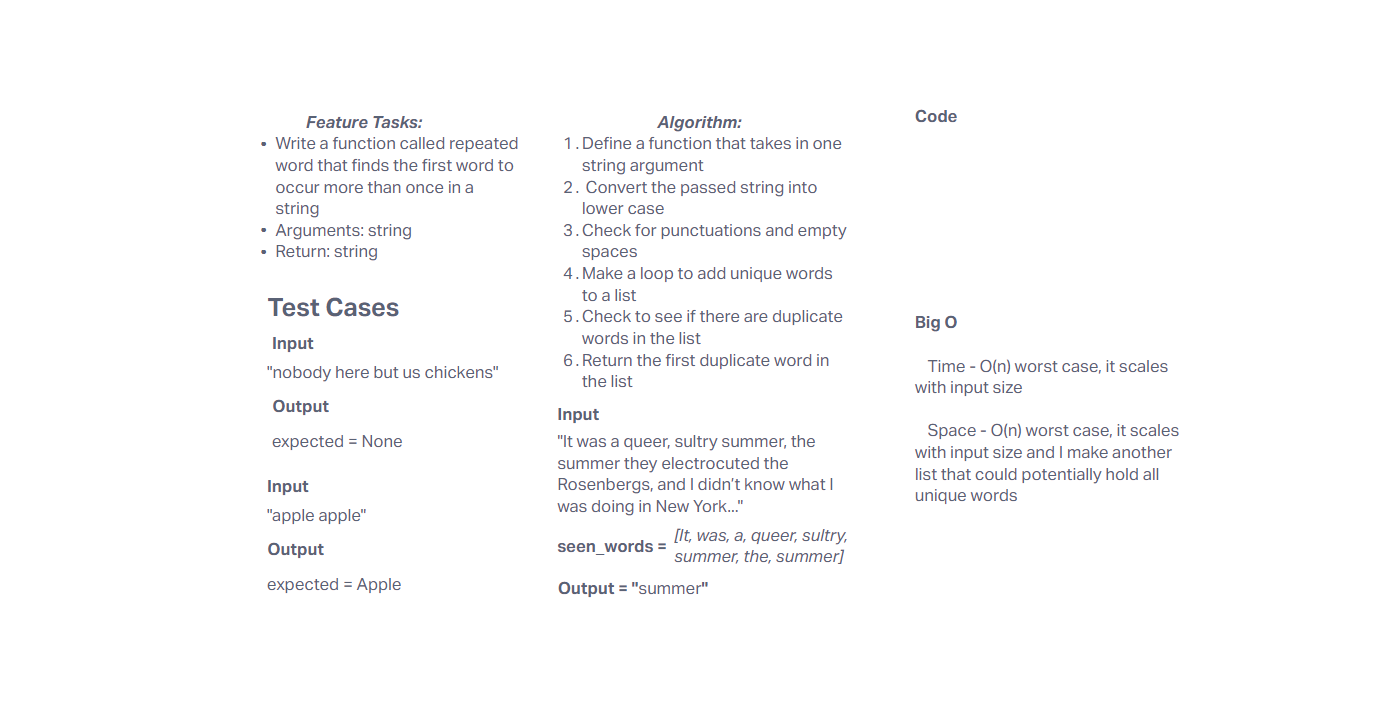 Feature Tasks:
• Write a function called repeated
word that finds the first word to
occur more than once in a
string
• Arguments: string
• Return: string
Test Cases
Input
"nobody here but us chickens"
Output
expected = None
Input
"apple apple"
Output
expected = Apple
Algorithm:
1. Define a function that takes in one
string argument
2. Convert the passed string into
lower case
3. Check for punctuations and empty
spaces
4. Make a loop to add unique words
to a list
5. Check to see if there are duplicate
words in the list
6. Return the first duplicate word in
the list
Input
"It was a queer, sultry summer, the
summer they electrocuted the
Rosenbergs, and I didn’t know what I
was doing in New York..."
seen_words = [It, was, a, queer, sultry,
summer, the, summer]
Output = "summer"
Code
Big O
Time - O(n) worst case, it scales
with input size
Space - O(n) worst case, it scales
with input size and I make another
list that could potentially hold all
unique words